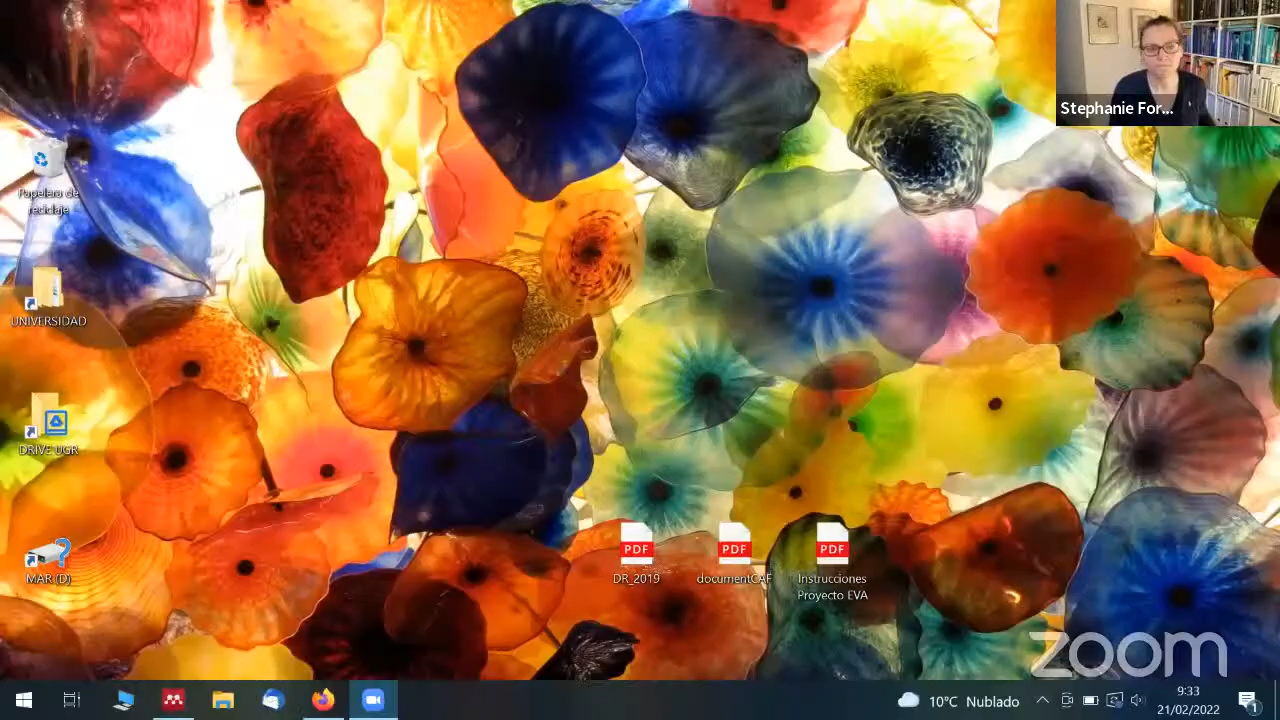 Stephanie For...
Papelera de
reciclaje
UNIVERSIDAD
DRIVE UGR
MAR (D)
PDF
DR_2019
PDF
documentCAF
PDF
Instrucciones
Proyecto EVA
zoom
10°C Nublado
9:33
21/02/2022
1